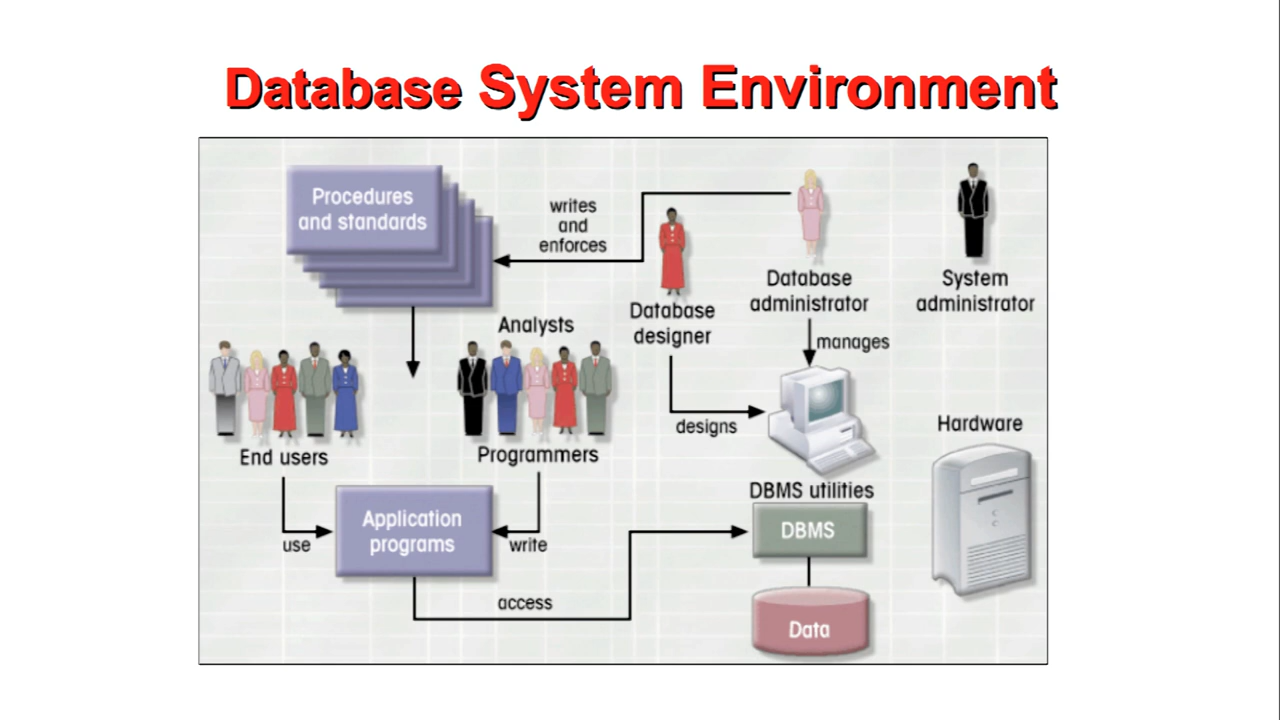 Database System Environment
Procedures
and standards
writes
and
enforces
Database
designer
Database
administrator
System
administrator
manages
Analysts
designs
Hardware
End users
Programmers
DBMS utilities
Application
programs
use
write
DBMS
access
Data